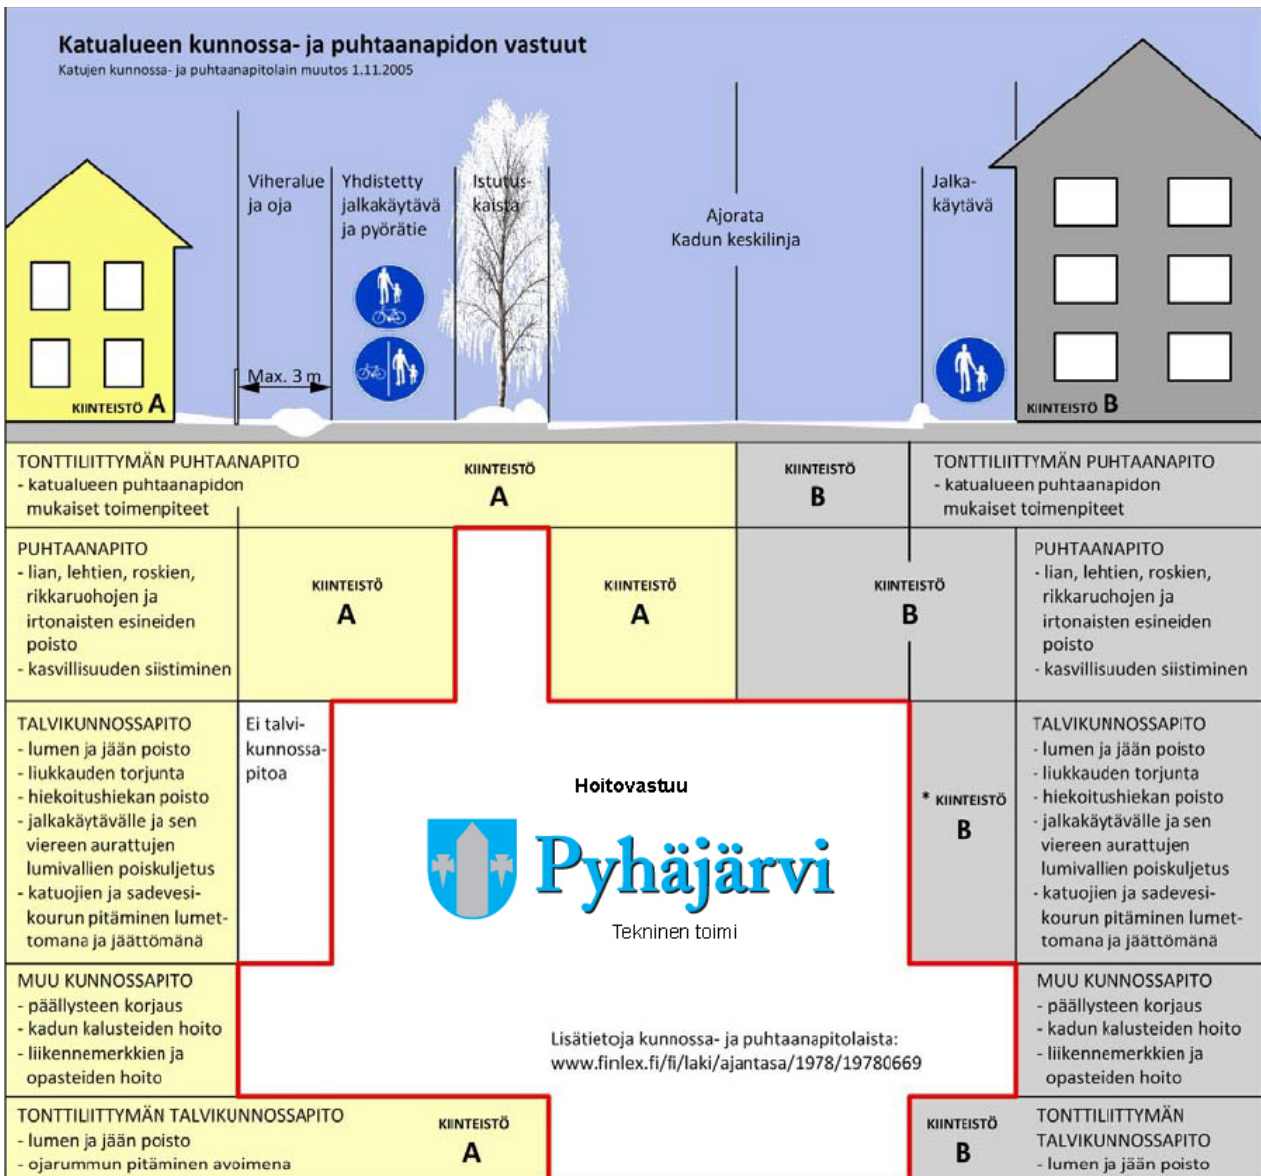 Katualueen kunnossa- ja puhtaanapidon vastuut
Katujen kunnossa- ja puhtaanapitolain muutos 1.11.2005
Viheralue
ja oja
Yhdistetty
jalkakäytävä
ja pyörätie
Istutus-
kaista
Ajorata
Kadun keskilinja
Jalka-
käytävä
Max. 3 m
KIINTEISTÖ A
KIINTEISTÖ B
TONTTILIITTYMÄN PUHTAANAPITO
- katualueen puhtaanapidon
mukaiset toimenpiteet
KIINTEISTÖ
A
KIINTEISTÖ
B
TONTTILIITTYMÄN PUHTAANAPITO
- katualueen puhtaanapidon
mukaiset toimenpiteet
PUHTAANAPITO
- lian, lehtien, roskien,
rikkaruohojen ja
irtonaisten esineiden
poisto
- kasvillisuuden siistiminen
KIINTEISTÖ
A
KIINTEISTÖ
A
KIINTEISTÖ
B
PUHTAANAPITO
- lian, lehtien, roskien,
rikkaruohojen ja
irtonaisten esineiden
poisto
- kasvillisuuden siistiminen
TALVIKUNNOSSAPITO
- lumen ja jään poisto
- liukkauden torjunta
- hiekoitushiekan poisto
- jalkakäytävälle ja sen
viereen aurattujen
lumivallien poiskuljetus
- katuojien ja sadevesi-
kourun pitäminen lumet-
tomana ja jäättömänä
Ei talvi-
kunnossa-
pitoa
Hoitovastuu
Pyhäjärvi
Tekninen toimi
* KIINTEISTÖ
B
TALVIKUNNOSSAPITO
- lumen ja jään poisto
- liukkauden torjunta
- hiekoitushiekan poisto
- jalkakäytävälle ja sen
viereen aurattujen
lumivallien poiskuljetus
- katuojien ja sadevesi-
kourun pitäminen lumet-
tomana ja jäättömänä
MUU KUNNOSSAPITO
- päällysteen korjaus
- kadun kalusteiden hoito
- liikennemerkkien ja
opasteiden hoito
Lisätietoja kunnossa- ja puhtaanapitolaista:
www.finlex.fi/fi/laki/ajantasa/1978/19780669
MUU KUNNOSSAPITO
- päällysteen korjaus
- kadun kalusteiden hoito
- liikennemerkkien ja
opasteiden hoito
TONTTILIITTYMÄN TALVIKUNNOSSAPITO
- lumen ja jään poisto
- ojarummun pitäminen avoimena
KIINTEISTÖ
A
KIINTEISTÖ
B
TONTTILIITTYMÄN
TALVIKUNNOSSAPITO
- lumen ja jään poisto